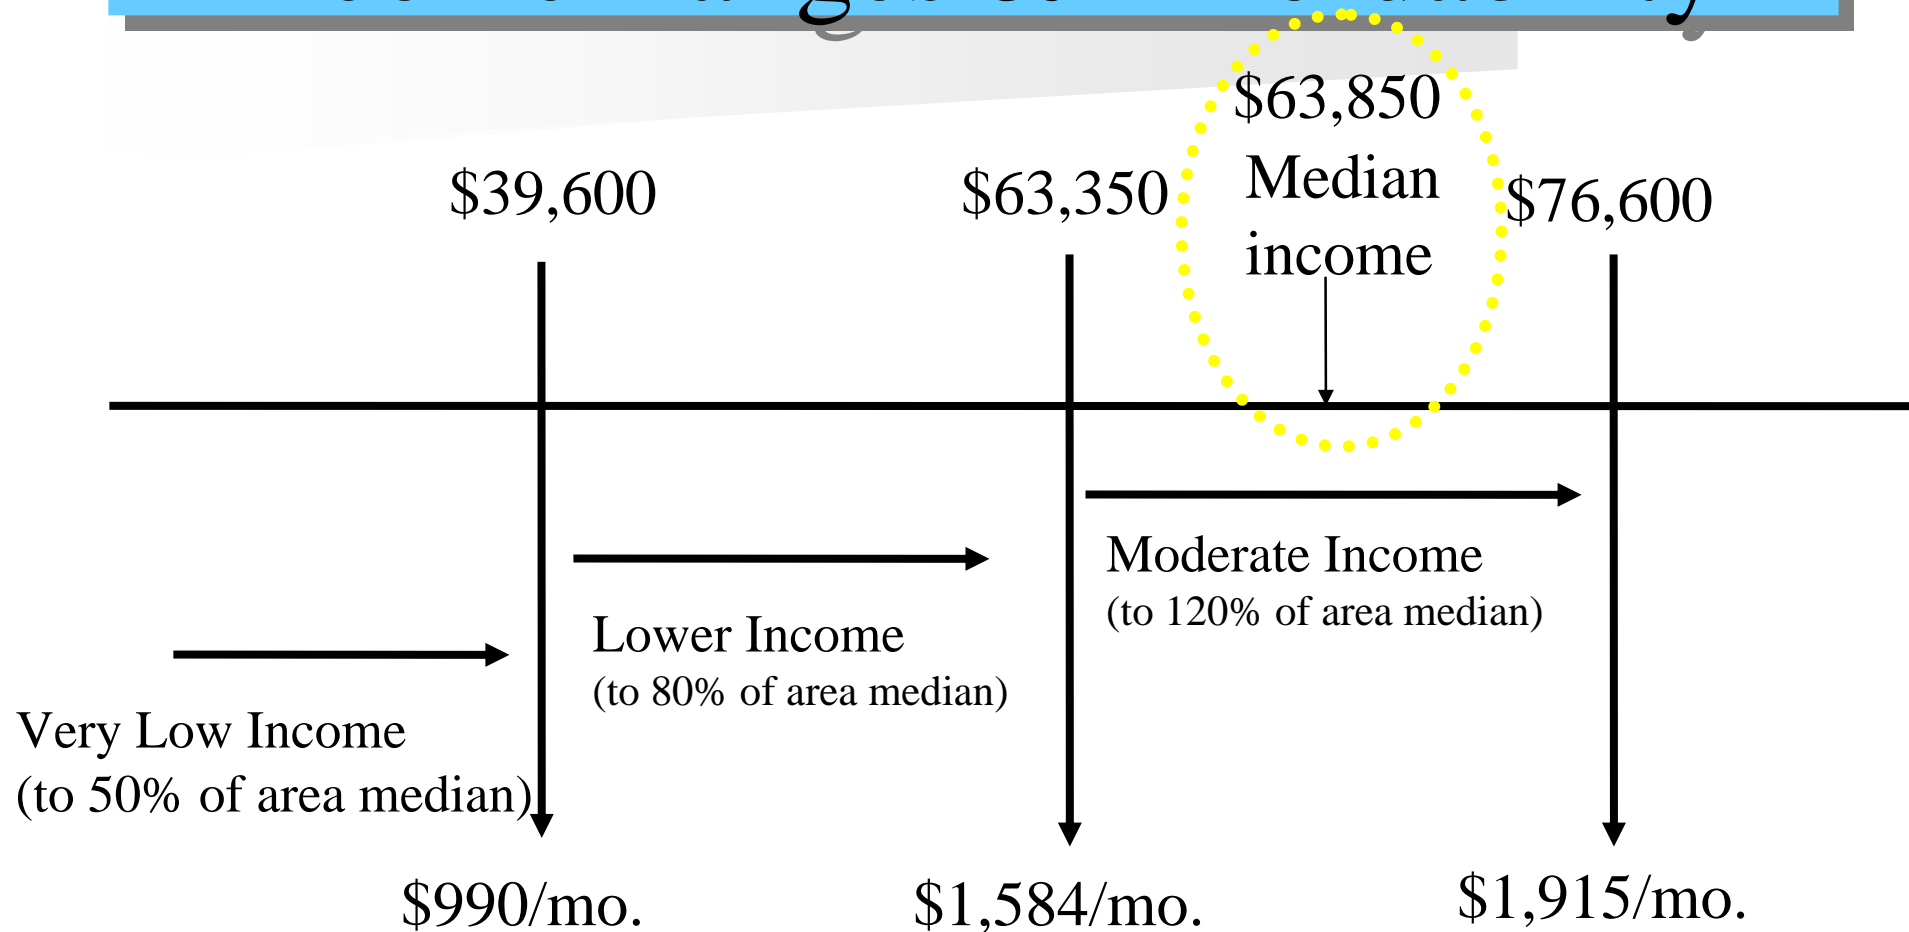 $63,850
Median
income
$39,600
$63,350
$76,600
Moderate Income
(to 120% of area median)
Lower Income
(to 80% of area median)
Very Low Income
(to 50% of area median)
$990/mo.
$1,584/mo.
$1,915/mo.